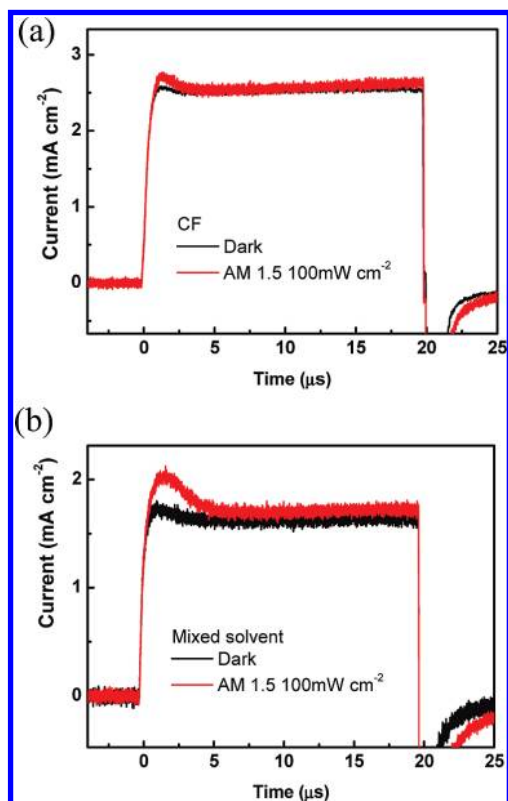 (a)
3
2
1
0
Current (mA cm-2)
CF
Dark
AM 1.5 100mW cm-2
0 5 10 15 20 25
Time (μs)
(b)
2
1
0
Current (mA cm-2)
Mixed solvent
Dark
AM 1.5 100mW cm-2
0 5 10 15 20 25
Time (μs)